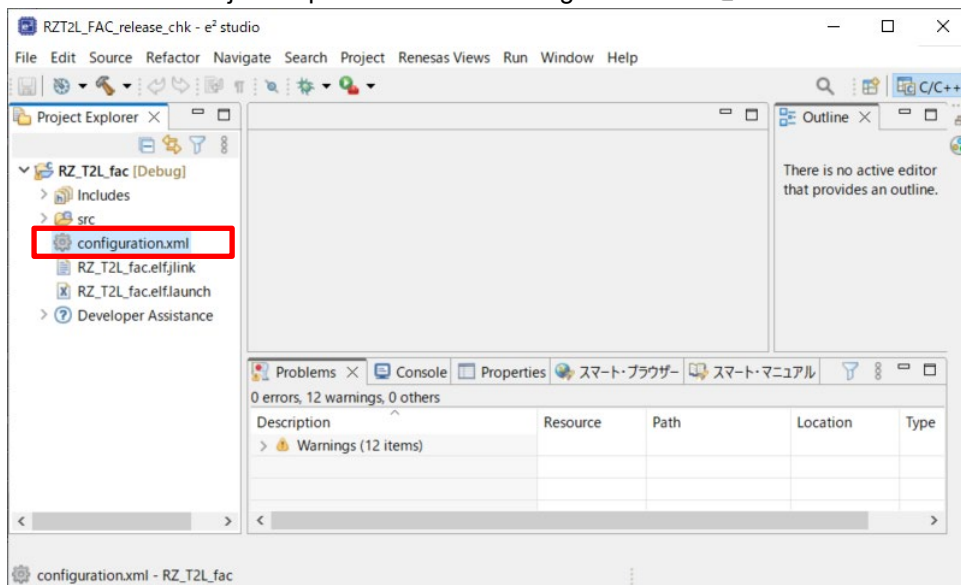 RZT2L_FAC_release_chk - e² studio
File Edit Source Refactor Navigate Search Project Renesas Views Run Window Help
C/C++
Project Explorer
Outline
RZ_T2L_fac [Debug]
Includes
src
configuration.xml
RZ_T2L_fac.elf.jlink
RZ_T2L_fac.elf.launch
Developer Assistance
There is no active editor
that provides an outline.
Problems Console Properties スマート・ブラウザー スマート・マニュアル
0 errors, 12 warnings, 0 others
Description Resource Path Location Type
Warnings (12 items)
configuration.xml - RZ_T2L_fac